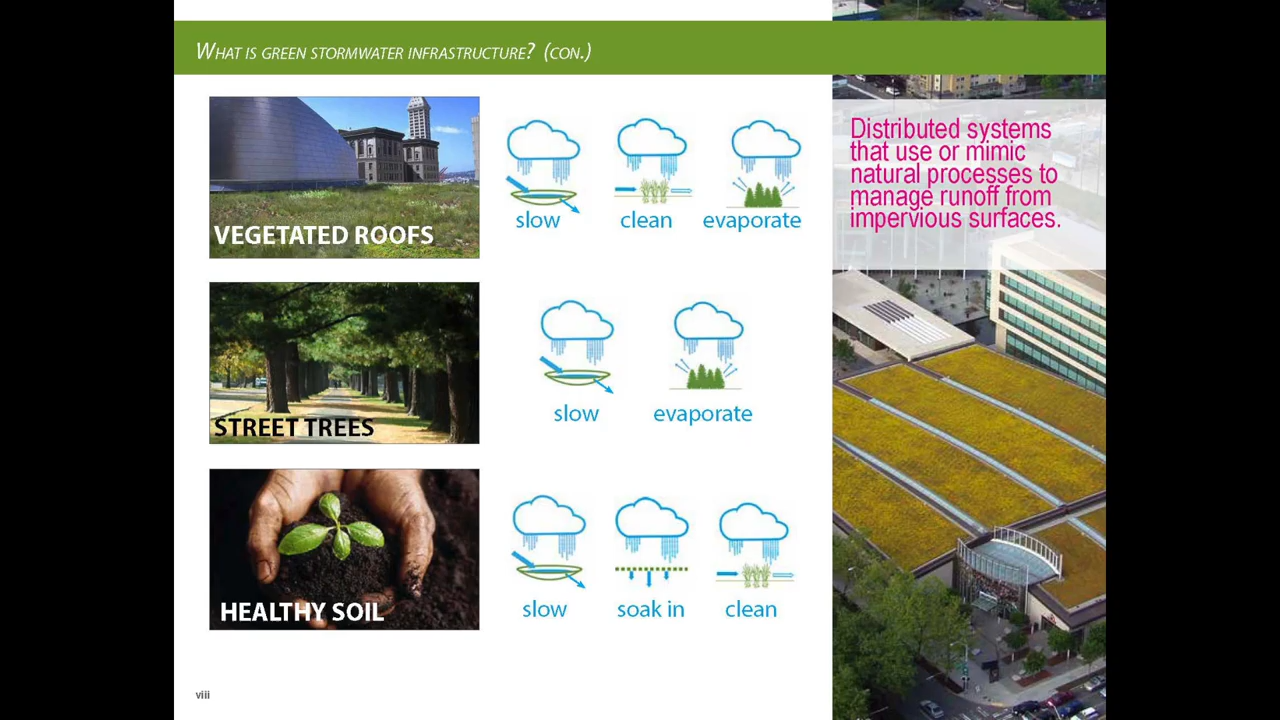 WHAT IS GREEN STORMWATER INFRASTRUCTURE? (CON.)
VEGETATED ROOFS
slow
clean
evaporate
STREET TREES
slow
evaporate
HEALTHY SOIL
slow
soak in
clean
Distributed systems
that use or mimic
natural processes to
manage runoff from
impervious surfaces.
viii